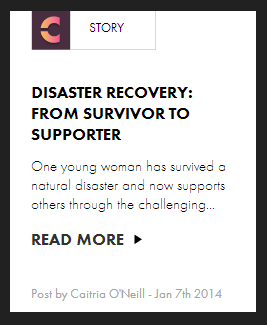 STORY
DISASTER RECOVERY:
FROM SURVIVOR TO
SUPPORTER
One young woman has survived a
natural disaster and now supports
others through the challenging...
READ MORE
Post by Caitria O'Neill - Jan 7th 2014